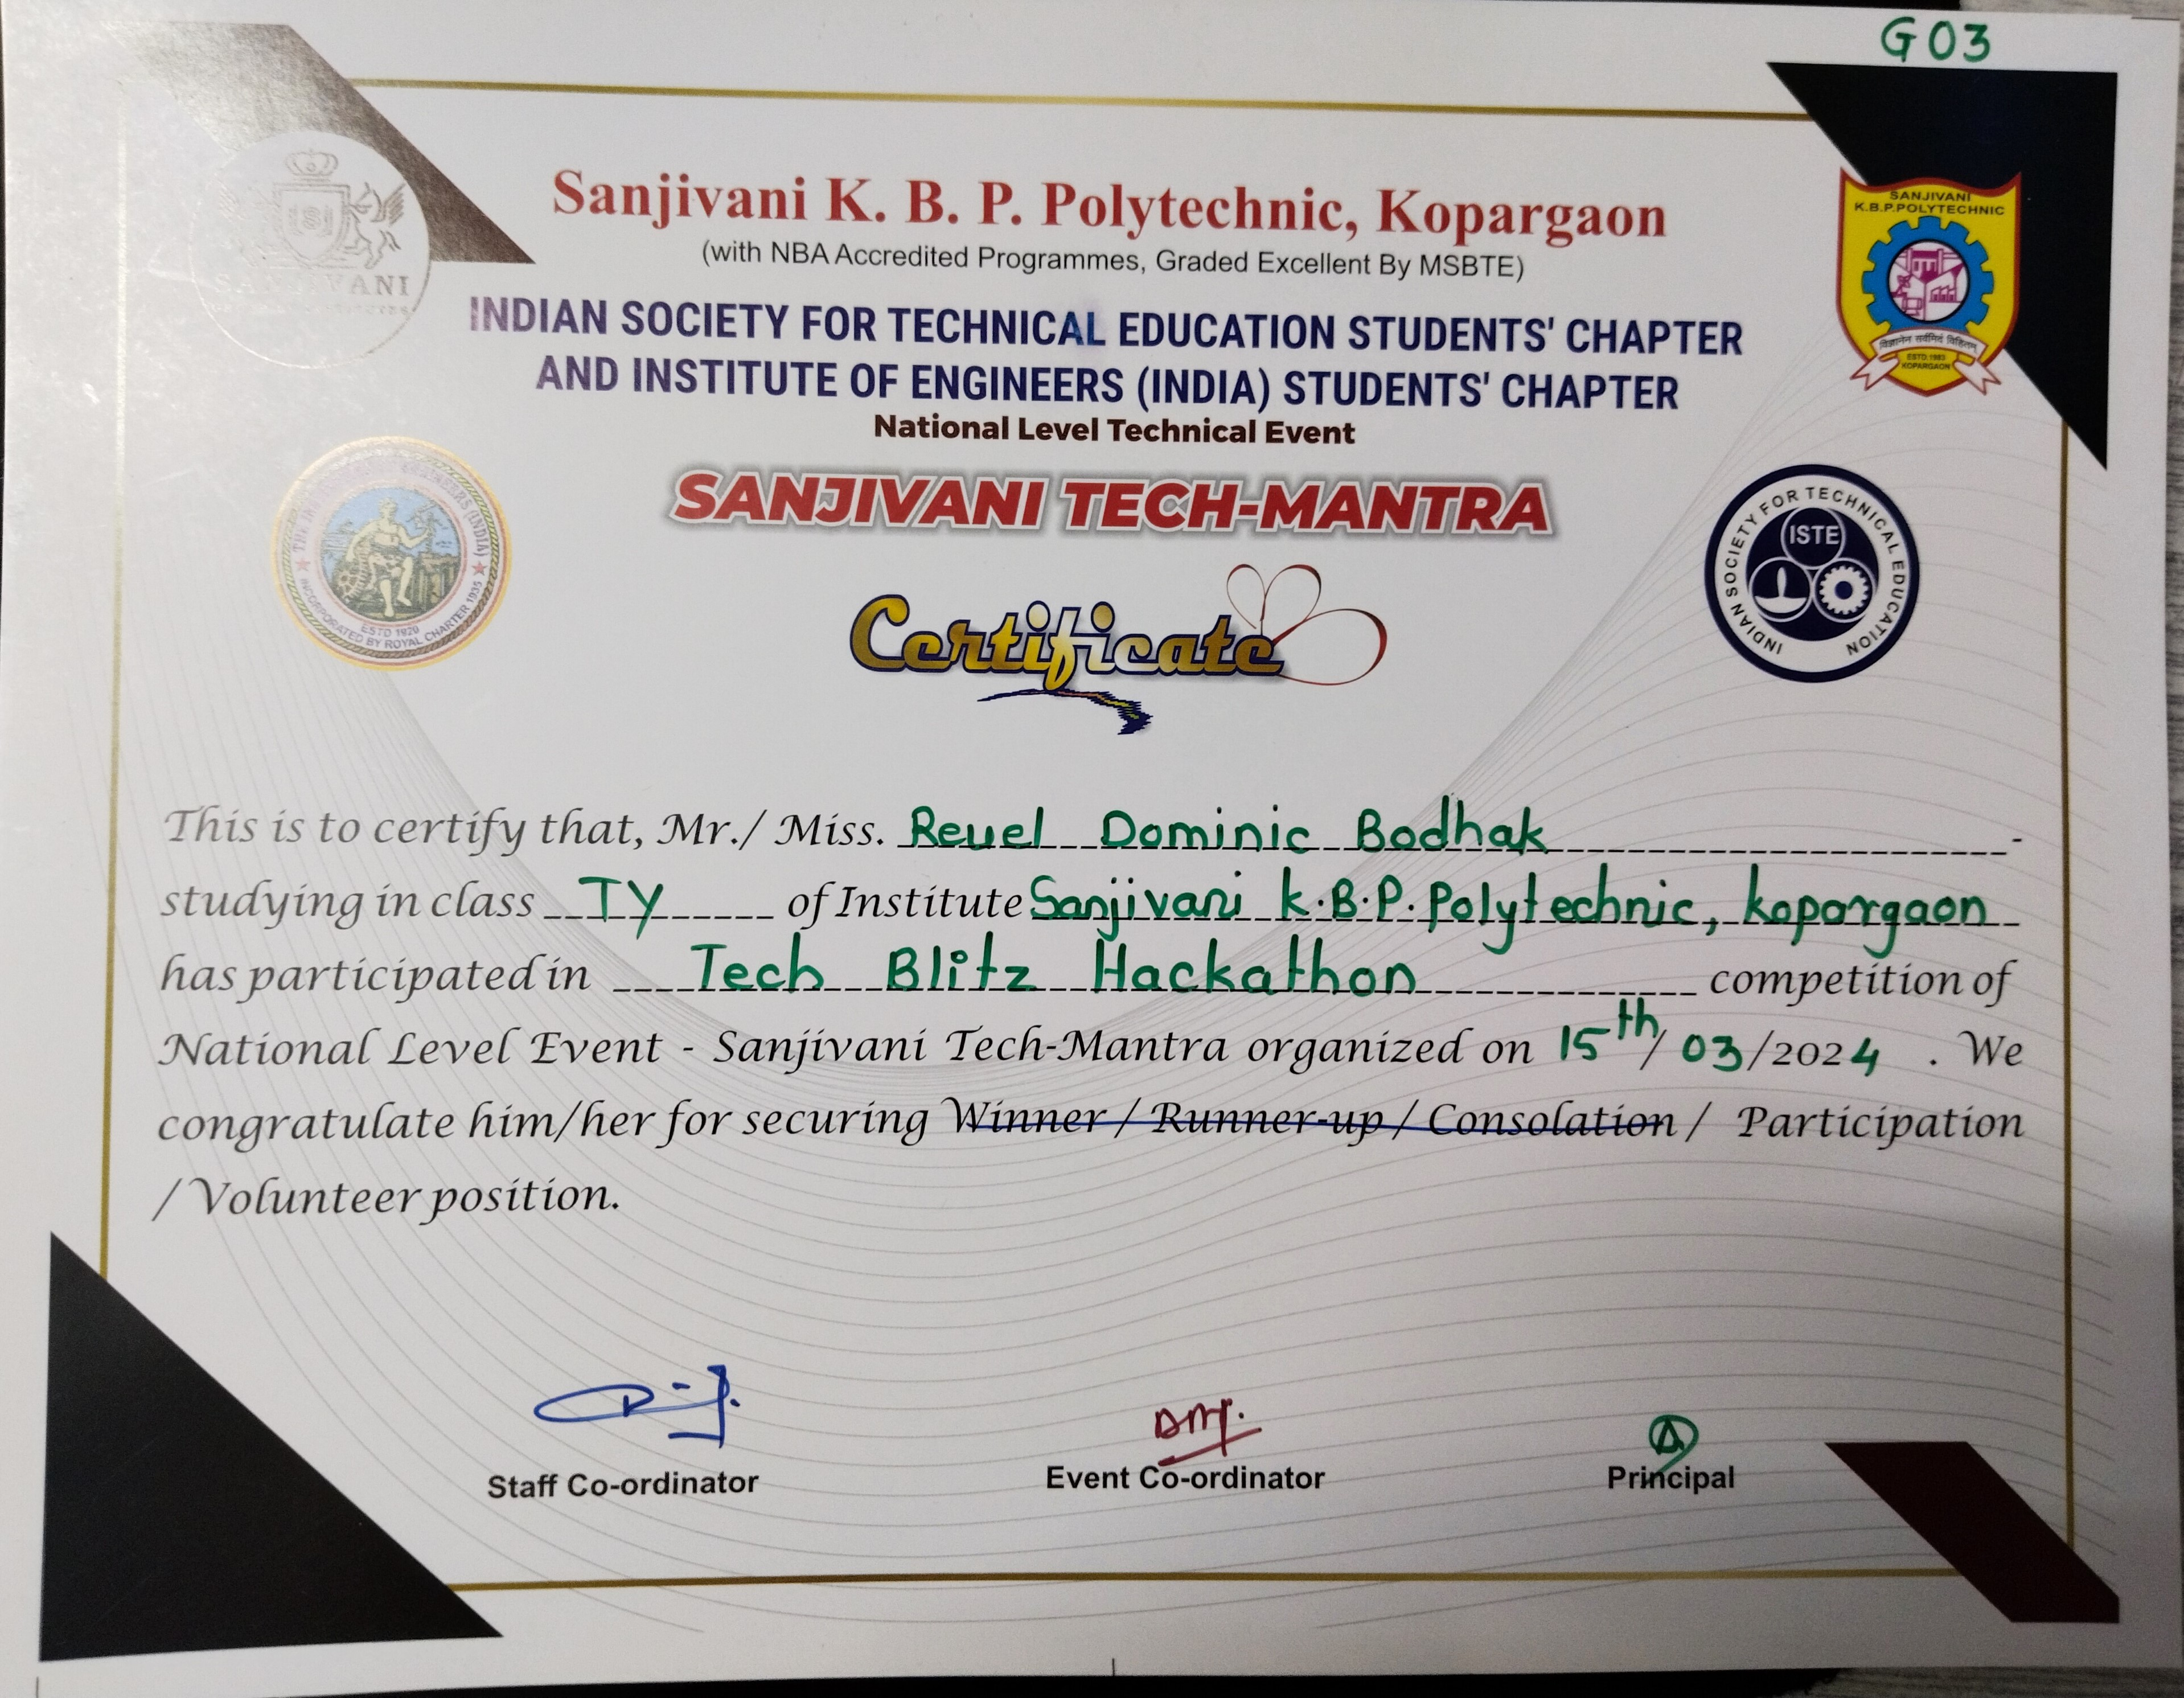 G03
Sanjivani K. B. P. Polytechnic, Kopargaon
(with NBA Accredited Programmes, Graded Excellent By MSBTE)
INDIAN SOCIETY FOR TECHNICAL EDUCATION STUDENTS' CHAPTER
AND INSTITUTE OF ENGINEERS (INDIA) STUDENTS' CHAPTER
National Level Technical Event
SANJIVANI TECH-MANTRA
Certificate
SANJIVANI
SANJIVANI
K.B.P.POLYTECHNIC
विज्ञानेन सर्वमिदं विहितम्
ESTD.1983
KOPARGAON
(INDIA)
ESTD 1920
INCORPORATED BY ROYAL CHARTER 1935
INDIAN SOCIETY FOR TECHNICAL EDUCATION
ISTE
This is to certify that, Mr./ Miss. Reuel Dominic Bodhak
studying in class TY of Institute Sanjivani K.B.P. Polytechnic, kopargaon
has participated in Tech Blitz Hackathon competition of
National Level Event - Sanjivani Tech-Mantra organized on 15th/ 03/2024 . We
congratulate him/her for securing Winner / Runner-up / Consolation / Participation
/ Volunteer position.
Staff Co-ordinator
Event Co-ordinator
Principal